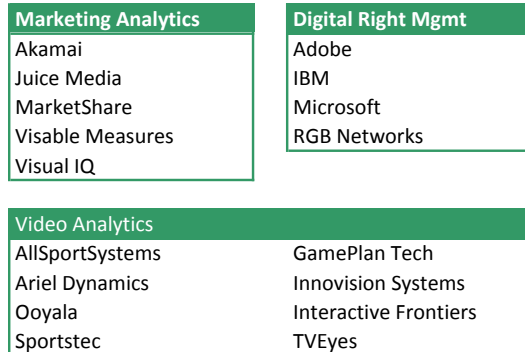 Marketing Analytics
Akamai
Juice Media
MarketShare
Visable Measures
Visual IQ
Digital Right Mgmt
Adobe
IBM
Microsoft
RGB Networks
Video Analytics
AllSportSystems GamePlan Tech
Ariel Dynamics Innovision Systems
Ooyala Interactive Frontiers
Sportstec TVEyes